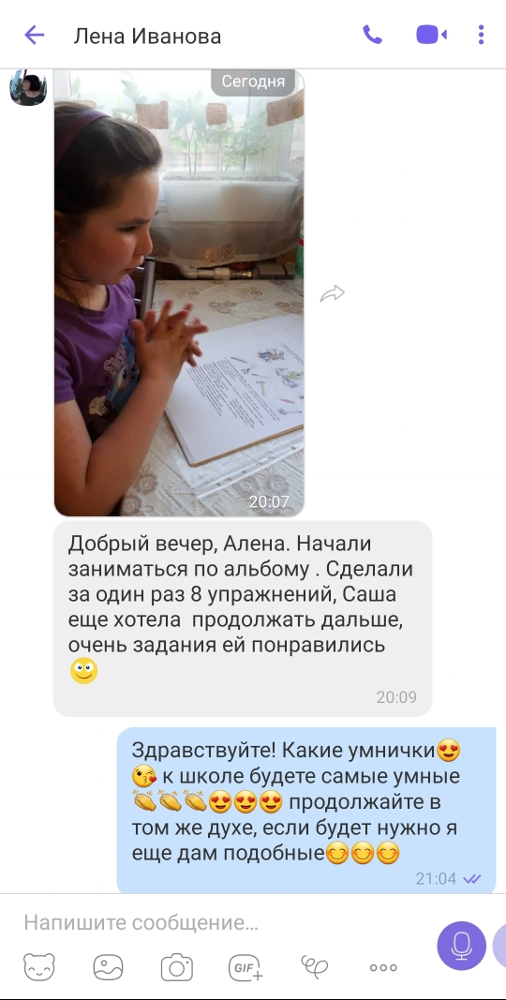 Лена Иванова
Сегодня
20:07
Добрый вечер, Алена. Начали
заниматься по альбому . Сделали
за один раз 8 упражнений, Саша
еще хотела продолжать дальше,
очень задания ей понравились
20:09
Здравствуйте! Какие умнички😍
😘 к школе будете самые умные
👏👏👏😍😍😍 продолжайте в
том же духе, если будет нужно я
еще дам подобные😊😊😊
21:04
Напишите сообщение...
GIF